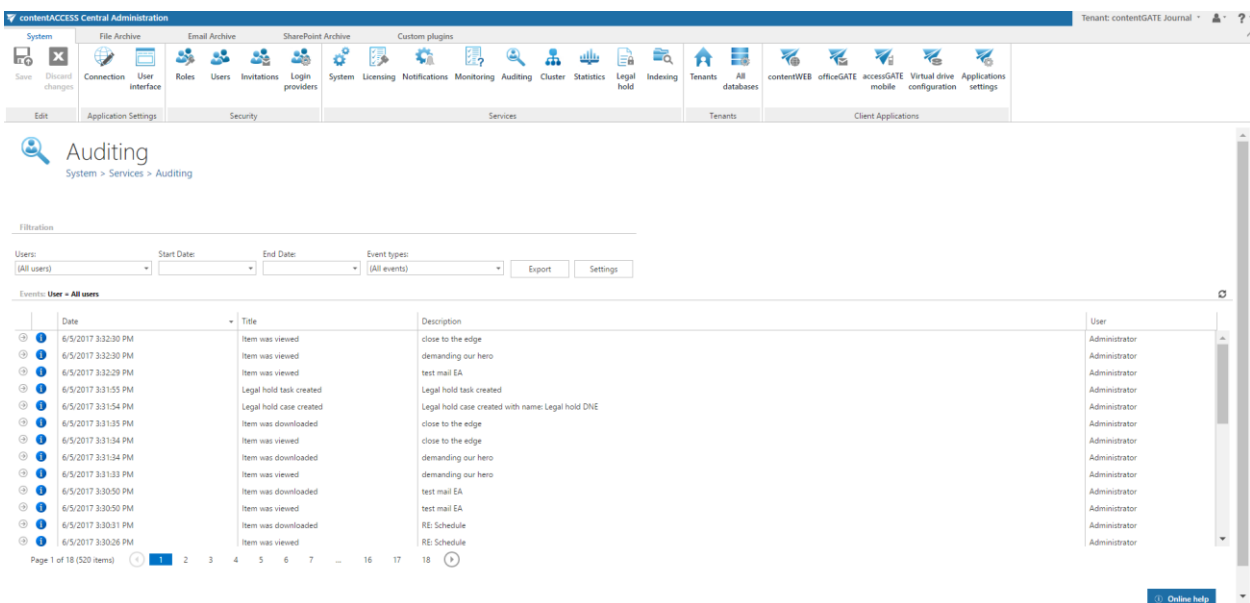 contentACCESS Central Administration
Tenant: contentGATE Journal
?
System File Archive Email Archive SharePoint Archive Custom plugins
Save
Discard changes
Connection
User interface
Roles
Users
Invitations
Login providers
System
Licensing
Notifications
Monitoring
Auditing
Cluster
Statistics
Legal hold
Indexing
Tenants
All databases
contentWEB
officeGATE
accessGATE mobile
Virtual drive configuration
Applications settings
Edit Application Settings Security Services Tenants Client Applications
Auditing
System > Services > Auditing
Filtration
Users: Start Date: End Date: Event types:
(All users) (All events) Export Settings
Events: User = All users
Date Title Description User
6/5/2017 3:32:30 PM Item was viewed close to the edge Administrator
6/5/2017 3:32:30 PM Item was viewed demanding our hero Administrator
6/5/2017 3:32:29 PM Item was viewed test mail EA Administrator
6/5/2017 3:31:55 PM Legal hold task created Legal hold task created Administrator
6/5/2017 3:31:54 PM Legal hold case created Legal hold case created with name: Legal hold DNE Administrator
6/5/2017 3:31:35 PM Item was downloaded close to the edge Administrator
6/5/2017 3:31:34 PM Item was viewed close to the edge Administrator
6/5/2017 3:31:34 PM Item was downloaded demanding our hero Administrator
6/5/2017 3:31:33 PM Item was viewed demanding our hero Administrator
6/5/2017 3:30:50 PM Item was downloaded test mail EA Administrator
6/5/2017 3:30:50 PM Item was viewed test mail EA Administrator
6/5/2017 3:30:31 PM Item was downloaded RE: Schedule Administrator
6/5/2017 3:30:26 PM Item was viewed RE: Schedule Administrator
Page 1 of 18 (520 items) 1 2 3 4 5 6 7 ... 16 17 18
Online help